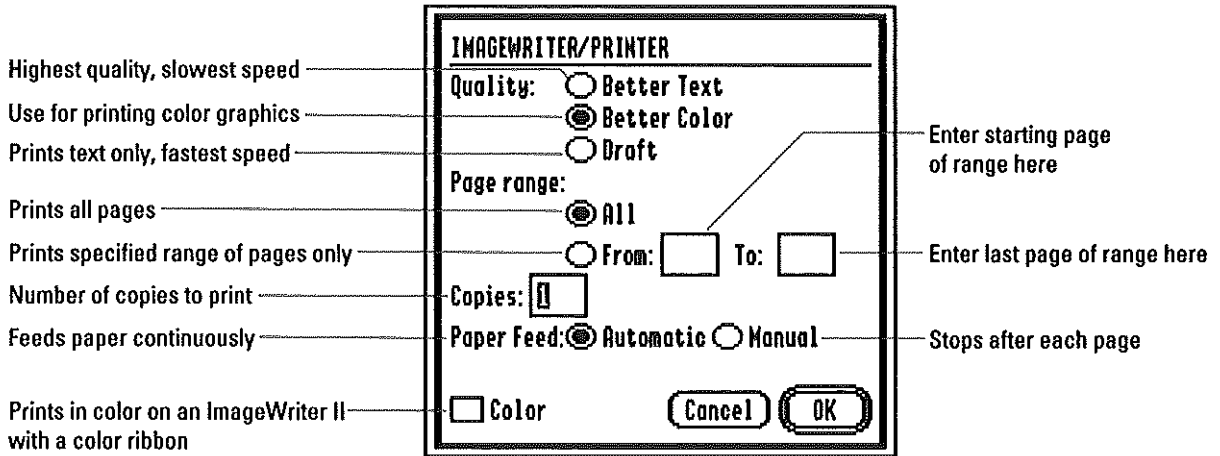 IMAGEWRITER/PRINTER
Highest quality, slowest speed
Quality: Better Text
Use for printing color graphics
Better Color
Prints text only, fastest speed
Draft
Enter starting page
of range here
Page range:
Prints all pages
All
Prints specified range of pages only
From: To:
Enter last page of range here
Number of copies to print
Copies: 1
Feeds paper continuously
Paper Feed: Automatic Manual
Stops after each page
Prints in color on an ImageWriter II
with a color ribbon
Color Cancel OK